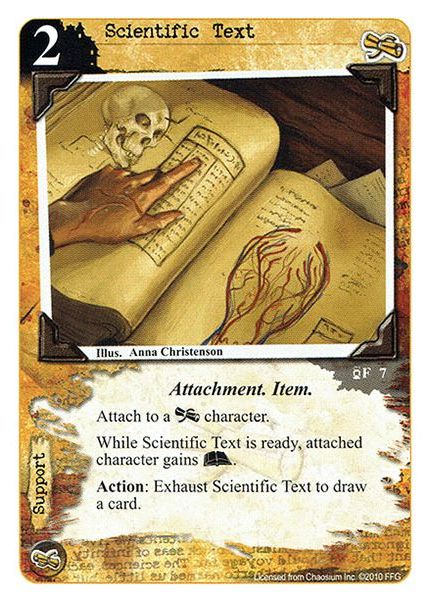 2
Scientific Text
Illus. Anna Christenson
F 7
Attachment. Item.
Attach to a character.
While Scientific Text is ready, attached
character gains .
Action: Exhaust Scientific Text to draw
a card.
Support
Licensed from Chaosium Inc. ©2010 FFG